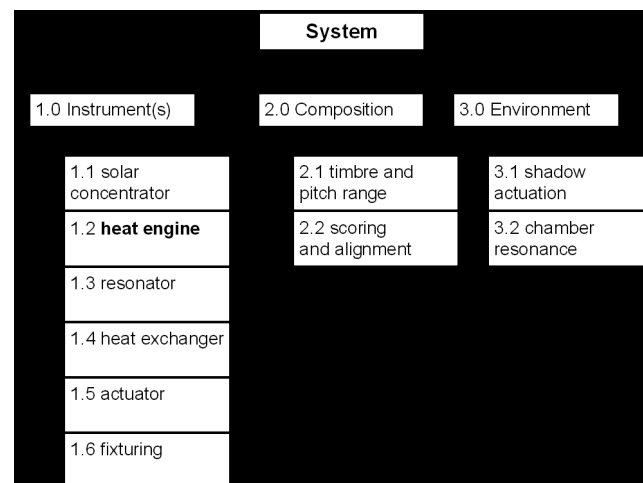 System
1.0 Instrument(s)
2.0 Composition
3.0 Environment
1.1 solar
concentrator
1.2 heat engine
1.3 resonator
1.4 heat exchanger
1.5 actuator
1.6 fixturing
2.1 timbre and
pitch range
2.2 scoring
and alignment
3.1 shadow
actuation
3.2 chamber
resonance